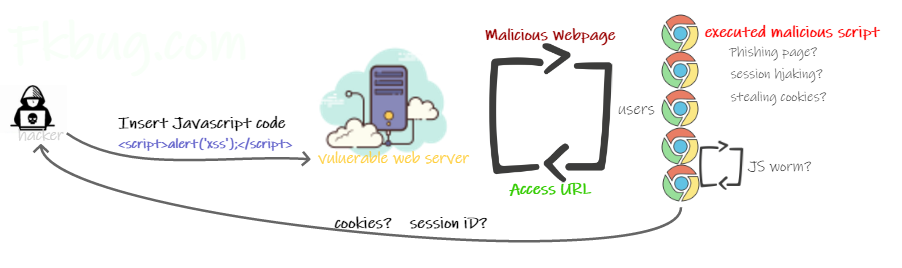 Fkbug.com
hacker
Insert Javascript code
<script>alert('xss');</script>
Vuluerable web server
Malicious Webpage
Access URL
users
executed malicious script
Phishing page?
session hjaking?
stealing cookies?
JS worm?
cookies? session iD?